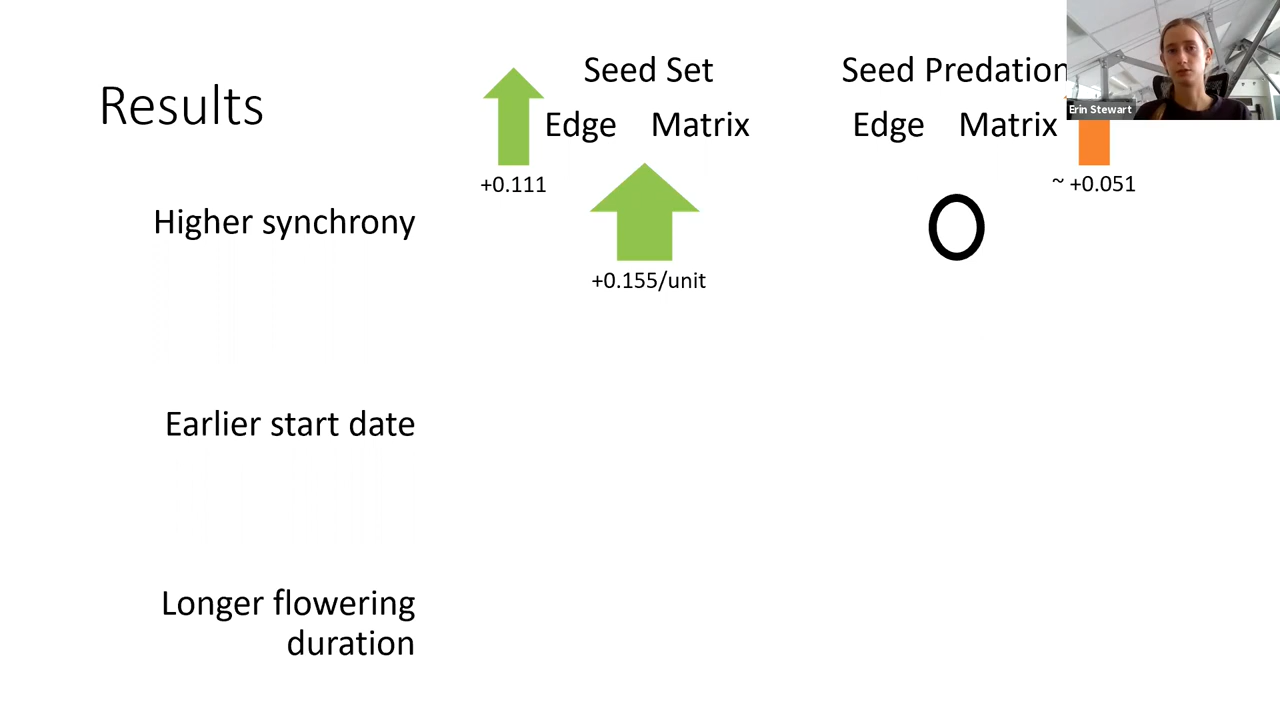 Results
Seed Set
Edge Matrix
+0.111
Seed Predation
Edge Matrix
~ +0.051
Erin Stewart
Higher synchrony
+0.155/unit
Earlier start date
Longer flowering
duration